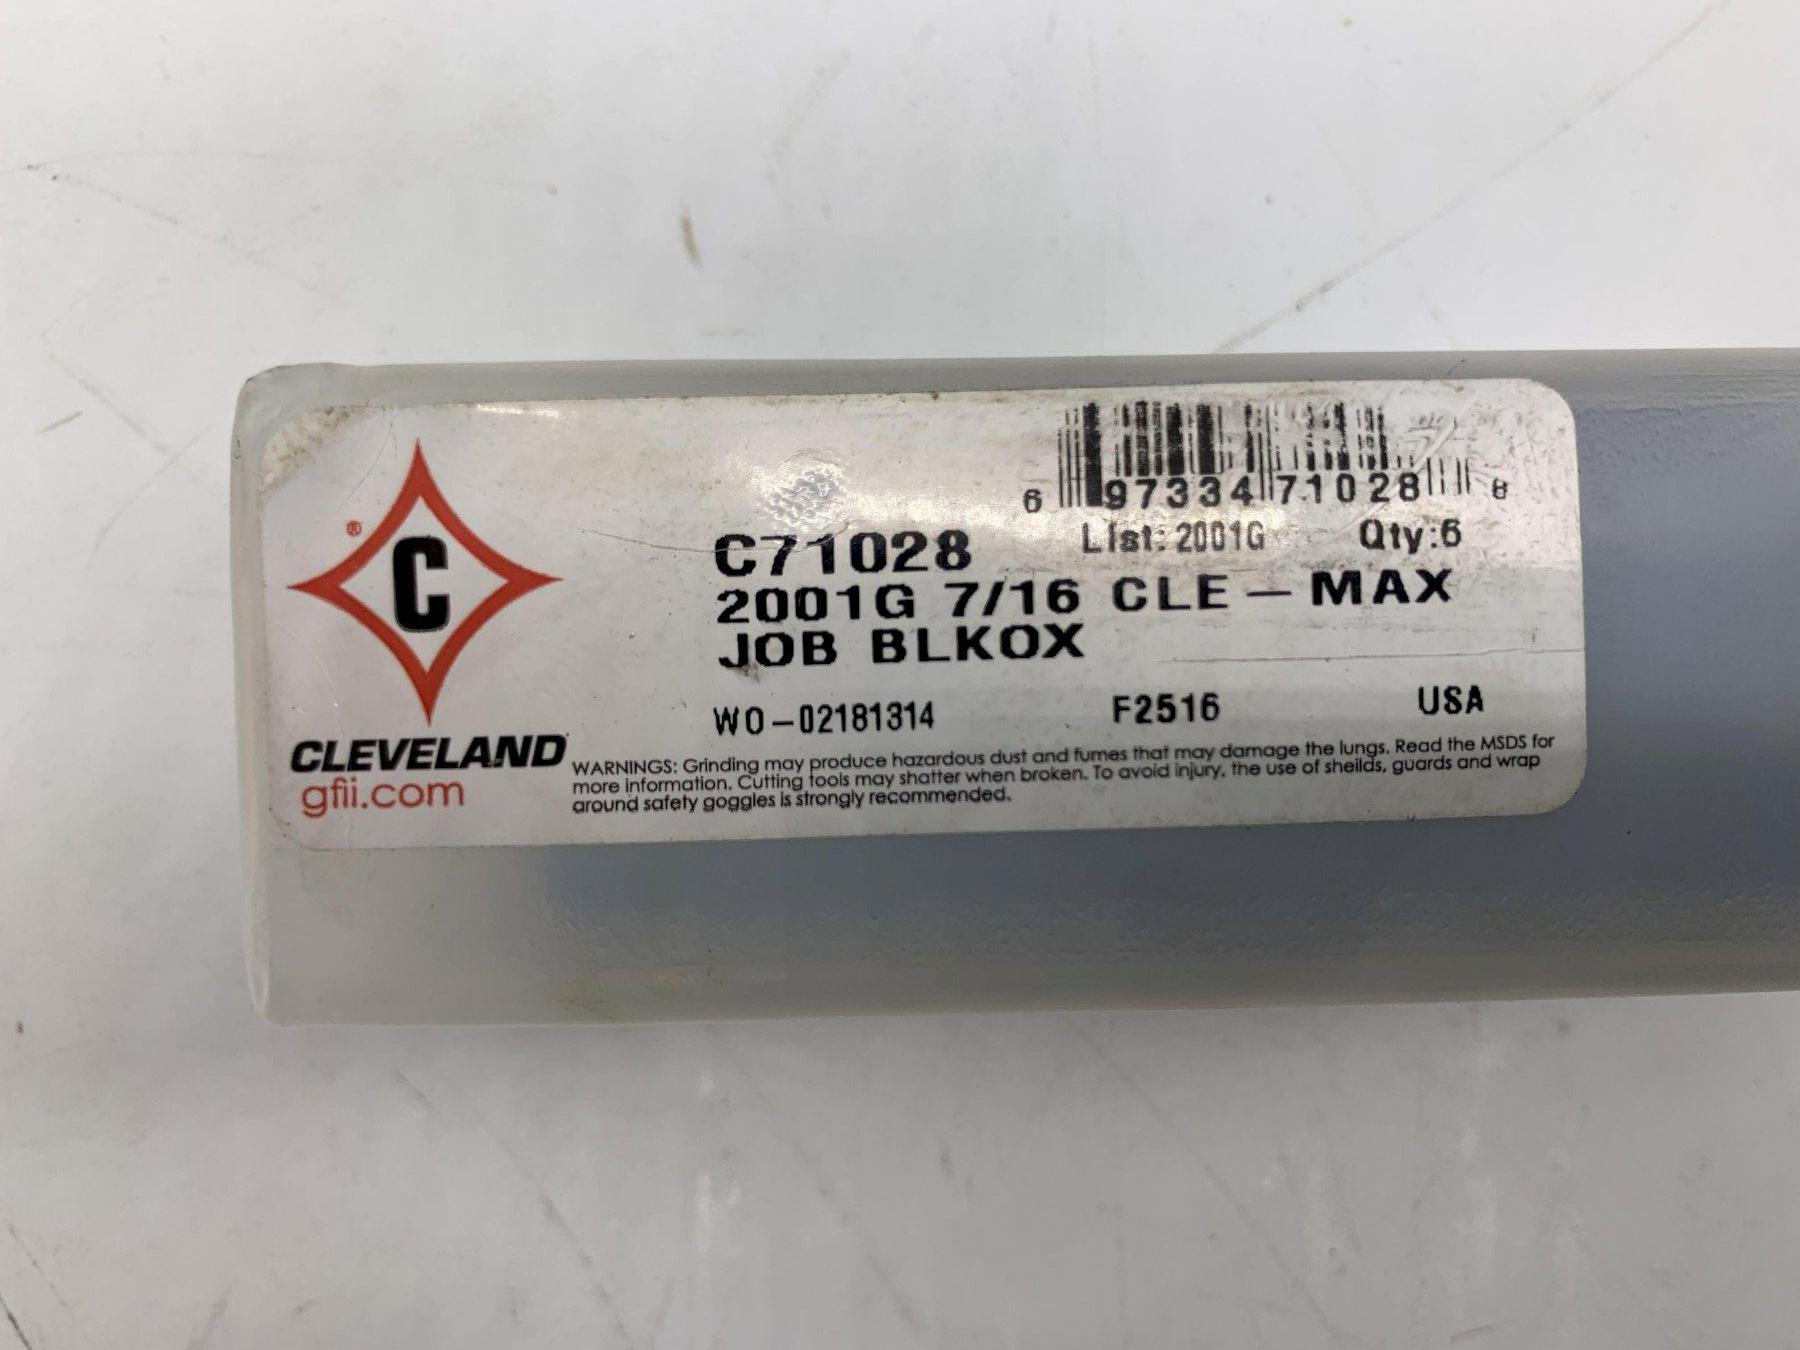 6 97334 71028 8
C71028 List: 2001G Qty:6
2001G 7/16 CLE-MAX
JOB BLKOX
WO-02181314 F2516 USA
®
C
CLEVELAND
gfii.com
WARNINGS: Grinding may produce hazardous dust and fumes that may damage the lungs. Read the MSDS for
more information. Cutting tools may shatter when broken. To avoid injury, the use of sheilds, guards and wrap
around safety goggles is strongly recommended.